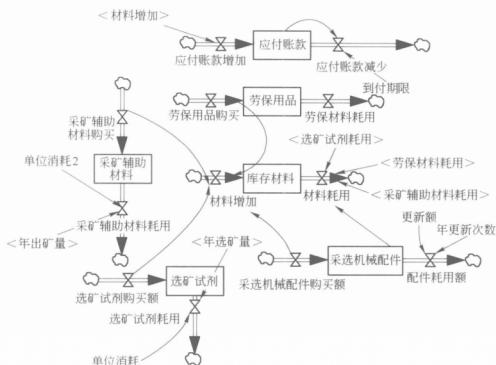 <材料增加>
应付账款
应付账款增加
应付账款减少
到付期限
劳保用品
劳保用品购买
劳保材料耗用
采矿辅助
材料购买
<选矿试剂耗用>
单位消耗2
采矿辅助
材料
库存材料
<劳保材料耗用>
材料增加
材料耗用
<采矿辅助材料耗用>
采矿辅助材料耗用
<年出矿量>
<年选矿量>
更新额
年更新次数
选矿试剂
采选机械配件
选矿试剂购买额
采选机械配件购买额
配件耗用额
选矿试剂耗用
单位消耗